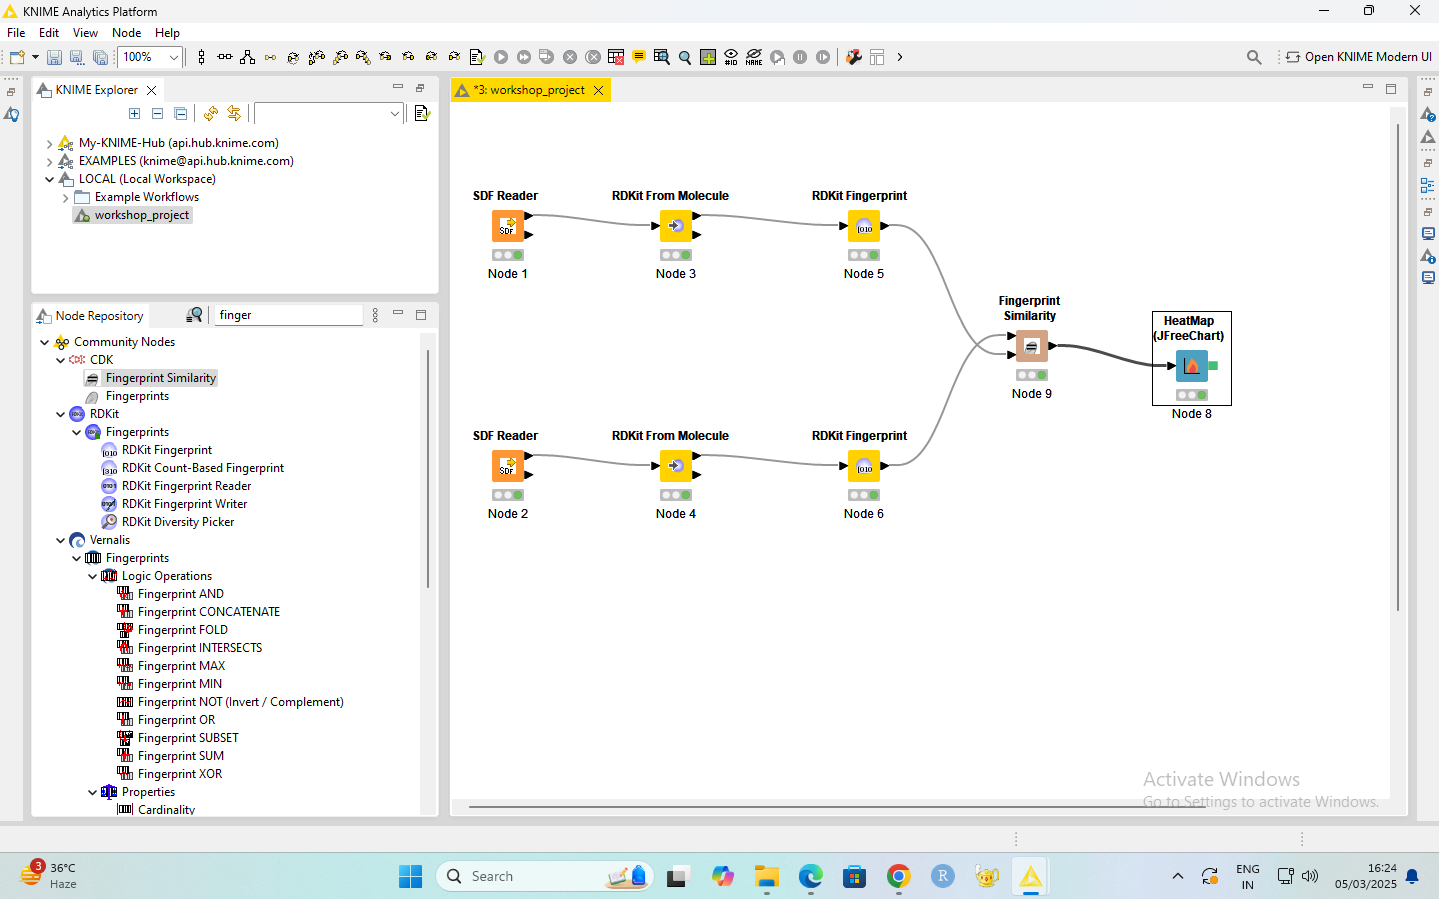 KNIME Analytics Platform
File Edit View Node Help
100%
#ID
NAME
Open KNIME Modern UI
KNIME Explorer
My-KNIME-Hub (api.hub.knime.com)
EXAMPLES (knime@api.hub.knime.com)
LOCAL (Local Workspace)
Example Workflows
workshop_project
Node Repository
finger
Community Nodes
CDK
Fingerprint Similarity
Fingerprints
RDKit
Fingerprints
RDKit Fingerprint
RDKit Count-Based Fingerprint
RDKit Fingerprint Reader
RDKit Fingerprint Writer
RDKit Diversity Picker
Vernalis
Fingerprints
Logic Operations
Fingerprint AND
Fingerprint CONCATENATE
Fingerprint FOLD
Fingerprint INTERSECTS
Fingerprint MAX
Fingerprint MIN
Fingerprint NOT (Invert / Complement)
Fingerprint OR
Fingerprint SUBSET
Fingerprint SUM
Fingerprint XOR
Properties
Cardinality
*3: workshop_project
SDF Reader
SDF
Node 1
RDKit From Molecule
Node 3
RDKit Fingerprint
Node 5
Fingerprint
Similarity
Node 9
HeatMap
(JFreeChart)
Node 8
SDF Reader
SDF
Node 2
RDKit From Molecule
Node 4
RDKit Fingerprint
Node 6
Activate Windows
Go to Settings to activate Windows.
3
36°C
Haze
Search
R
ENG
IN
16:24
05/03/2025